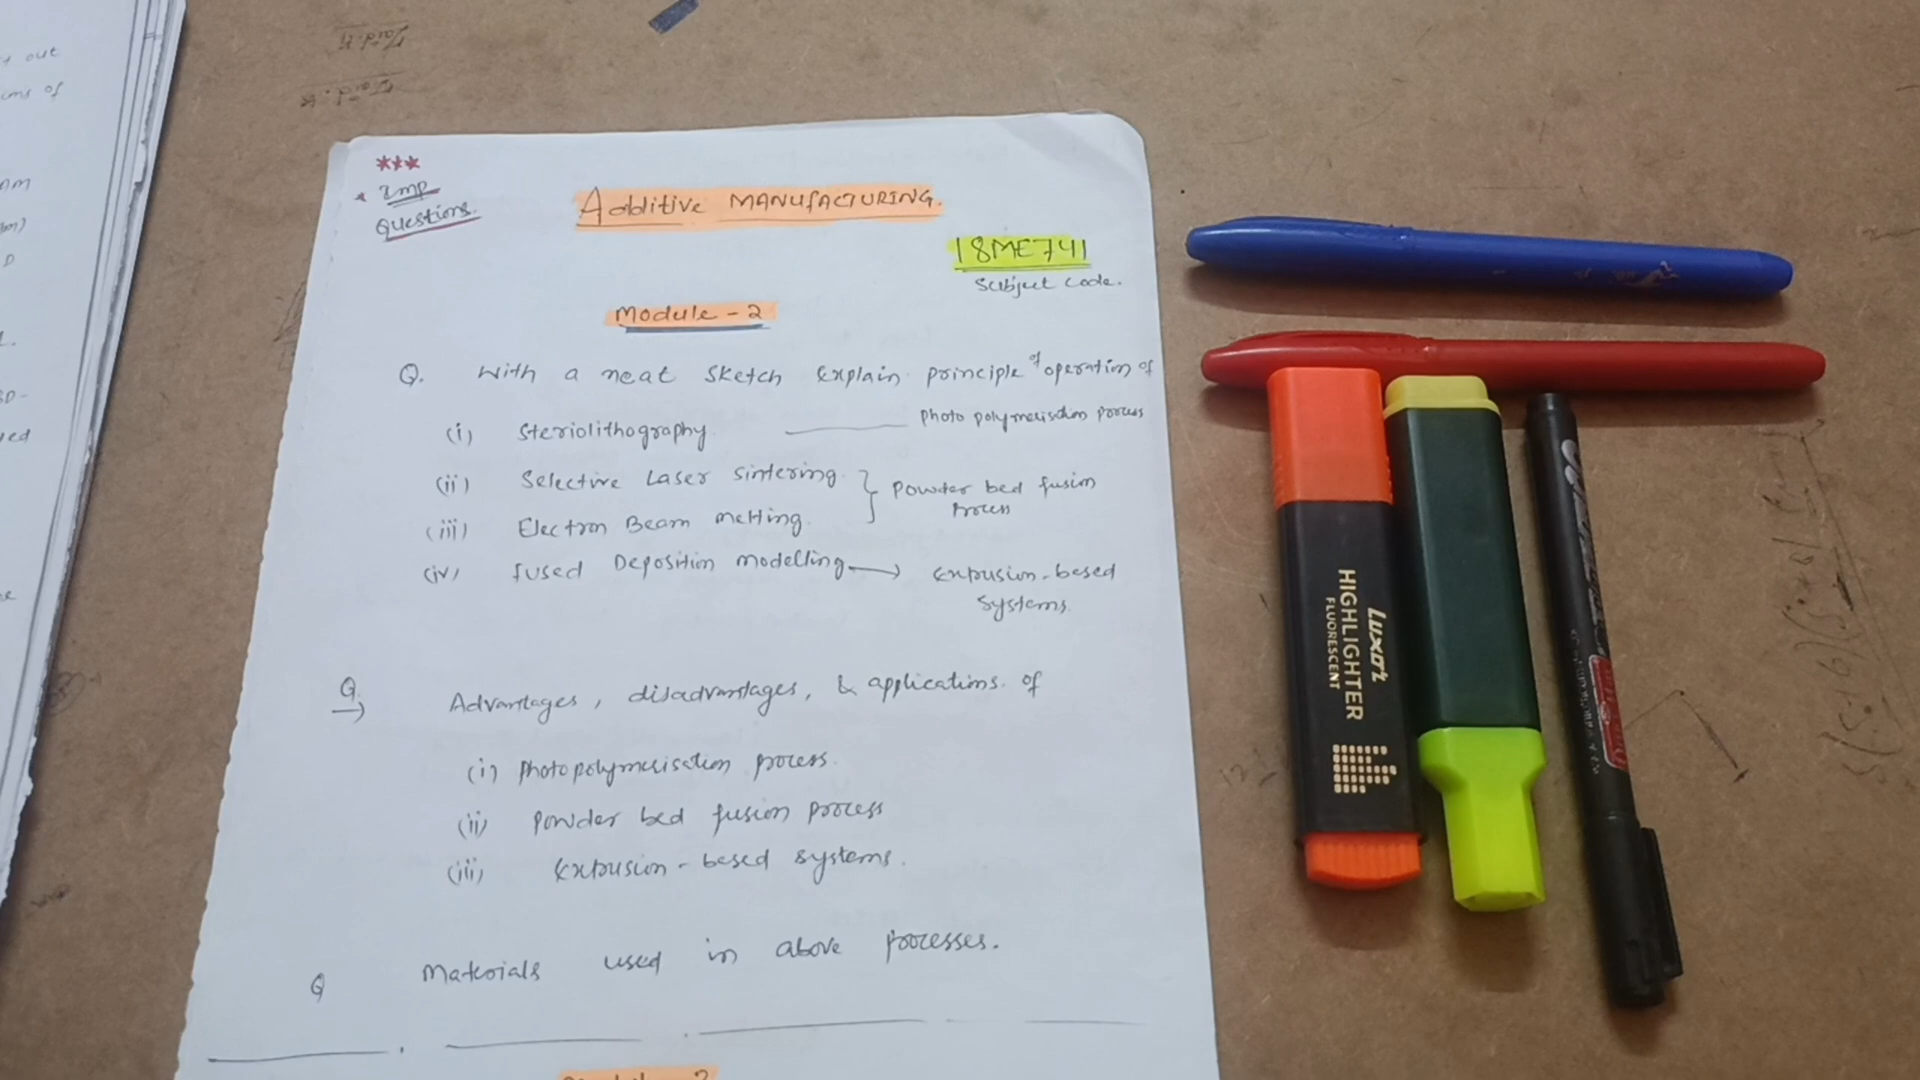 ***
* Imp
Questions.
Additive MANUFACTURING.
18ME741
Subject code.
Module - 2
Q. With a neat sketch explain principle of operation of
(i) Steriolithography. Photo polymerisation process
(ii) Selective Laser sintering.
(iii) Electron Beam melting.
Powder bed fusion
Process
(iv) fused Deposition modelling → extrusion-based
systems.
Q. Advantages, disadvantages, & applications of
(i) Photopolymerisation process.
(ii) Powder bed fusion process
(iii) extrusion-based systems.
Q Materials used in above processes.
Luxor
HIGHLIGHTER
FLUORESCENT
out
of